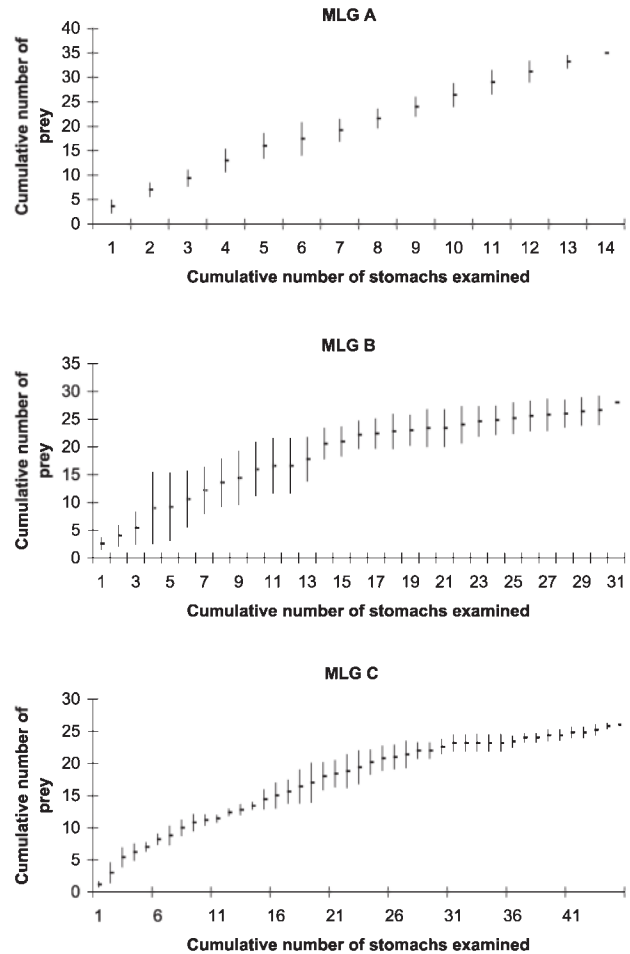 MLG A
Cumulative number of
prey
40
35
30
25
20
15
10
5
0
1 2 3 4 5 6 7 8 9 10 11 12 13 14
Cumulative number of stomachs examined
MLG B
Cumulative number of
prey
35
30
25
20
15
10
5
0
1 3 5 7 9 11 13 15 17 19 21 23 25 27 29 31
Cumulative number of stomachs examined
MLG C
Cumulative number of
prey
30
25
20
15
10
5
0
1 6 11 16 21 26 31 36 41
Cumulative number of stomachs examined